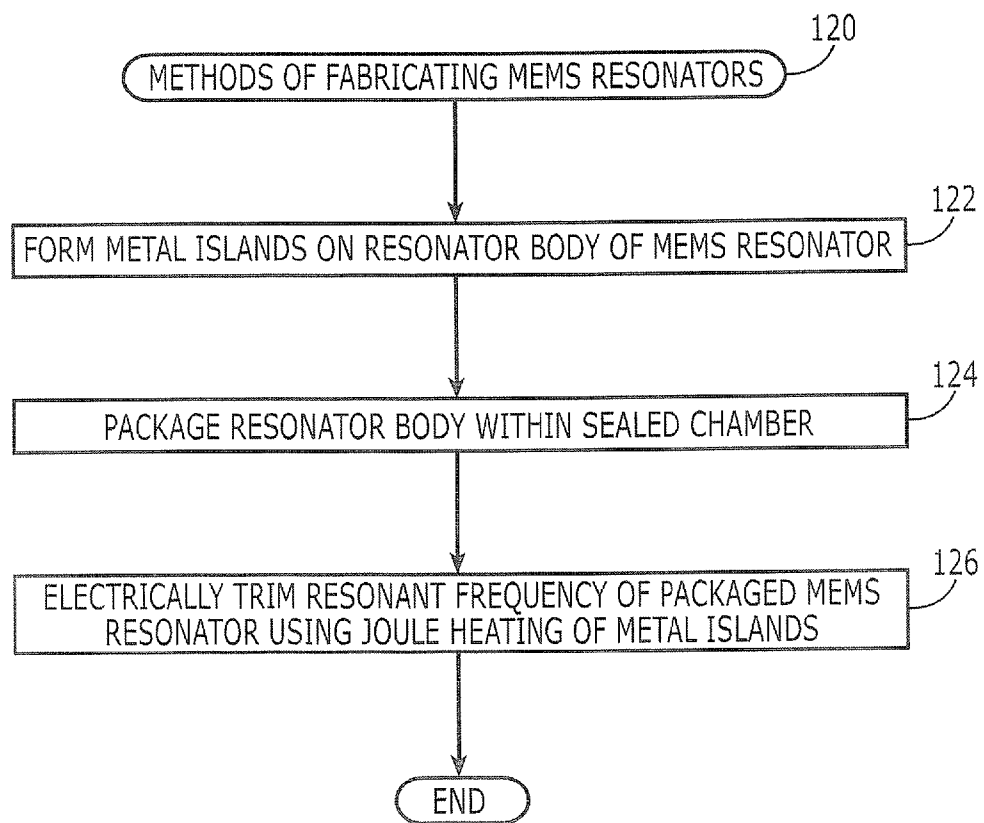 120
METHODS OF FABRICATING MEMS RESONATORS
122
FORM METAL ISLANDS ON RESONATOR BODY OF MEMS RESONATOR
124
PACKAGE RESONATOR BODY WITHIN SEALED CHAMBER
126
ELECTRICALLY TRIM RESONANT FREQUENCY OF PACKAGED MEMS
RESONATOR USING JOULE HEATING OF METAL ISLANDS
END